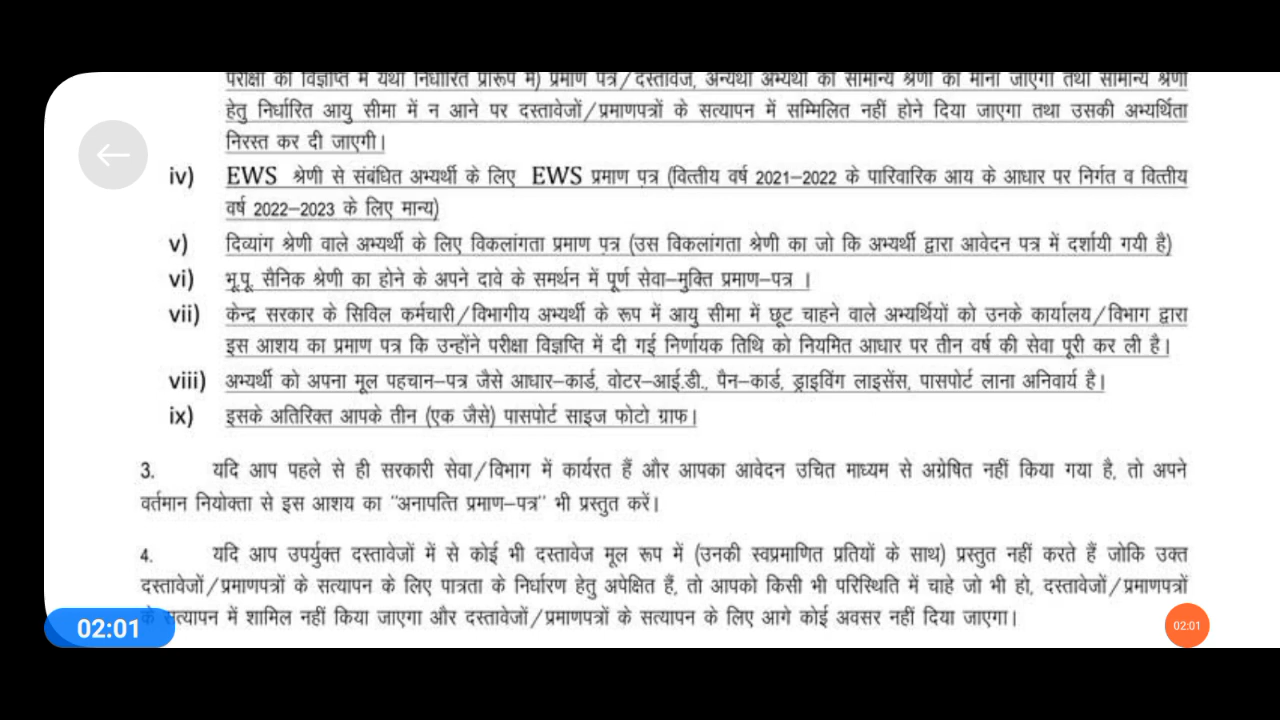 परीक्षा की विज्ञप्ति में यथा निर्धारित प्रारूप में) प्रमाण पत्र/दस्तावेज, अन्यथा अभ्यर्थी को सामान्य श्रेणी का माना जाएगा तथा सामान्य श्रेणी
हेतु निर्धारित आयु सीमा में न आने पर दस्तावेजों/प्रमाणपत्रों के सत्यापन में सम्मिलित नहीं होने दिया जाएगा तथा उसकी अभ्यर्थिता
निरस्त कर दी जाएगी।
iv) EWS श्रेणी से संबंधित अभ्यर्थी के लिए EWS प्रमाण पत्र (वित्तीय वर्ष 2021–2022 के पारिवारिक आय के आधार पर निर्गत व वित्तीय
वर्ष 2022–2023 के लिए मान्य)
v) दिव्यांग श्रेणी वाले अभ्यर्थी के लिए विकलांगता प्रमाण पत्र (उस विकलांगता श्रेणी का जो कि अभ्यर्थी द्वारा आवेदन पत्र में दर्शायी गयी है)
vi) भू.पू. सैनिक श्रेणी का होने के अपने दावे के समर्थन में पूर्ण सेवा–मुक्ति प्रमाण–पत्र ।
vii) केन्द्र सरकार के सिविल कर्मचारी/विभागीय अभ्यर्थी के रूप में आयु सीमा में छूट चाहने वाले अभ्यर्थियों को उनके कार्यालय/विभाग द्वारा
इस आशय का प्रमाण पत्र कि उन्होंने परीक्षा विज्ञप्ति में दी गई निर्णायक तिथि को नियमित आधार पर तीन वर्ष की सेवा पूरी कर ली है।
viii) अभ्यर्थी को अपना मूल पहचान–पत्र जैसे आधार–कार्ड, वोटर–आई.डी., पैन–कार्ड, ड्राइविंग लाइसेंस, पासपोर्ट लाना अनिवार्य है।
ix) इसके अतिरिक्त आपके तीन (एक जैसे) पासपोर्ट साइज फोटो ग्राफ।
3. यदि आप पहले से ही सरकारी सेवा/विभाग में कार्यरत हैं और आपका आवेदन उचित माध्यम से अग्रेषित नहीं किया गया है, तो अपने
वर्तमान नियोक्ता से इस आशय का "अनापत्ति प्रमाण–पत्र" भी प्रस्तुत करें।
4. यदि आप उपर्युक्त दस्तावेजों में से कोई भी दस्तावेज मूल रूप में (उनकी स्वप्रमाणित प्रतियों के साथ) प्रस्तुत नहीं करते हैं जोकि उक्त
दस्तावेजों/प्रमाणपत्रों के सत्यापन के लिए पात्रता के निर्धारण हेतु अपेक्षित हैं, तो आपको किसी भी परिस्थिति में चाहे जो भी हो, दस्तावेजों/प्रमाणपत्रों
के सत्यापन में शामिल नहीं किया जाएगा और दस्तावेजों/प्रमाणपत्रों के सत्यापन के लिए आगे कोई अवसर नहीं दिया जाएगा।
02:01
02:01